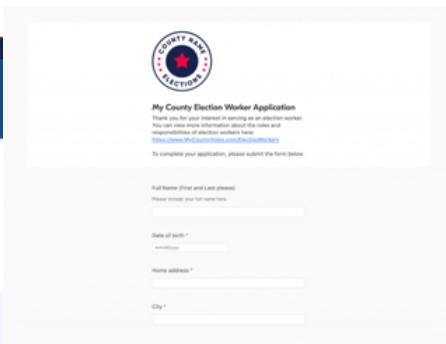 COUNTY NAME
ELECTIONS
My County Election Worker Application
Thank you for your interest in serving as an election worker.
You can view more information about the roles and
responsibilities of election workers here:
https://www.MyCountyVotes.com/ElectionWorkers
To complete your application, please submit the form below.
Full Name (First and Last please)
Please include your full name here.
Date of birth *
Home address *
City *